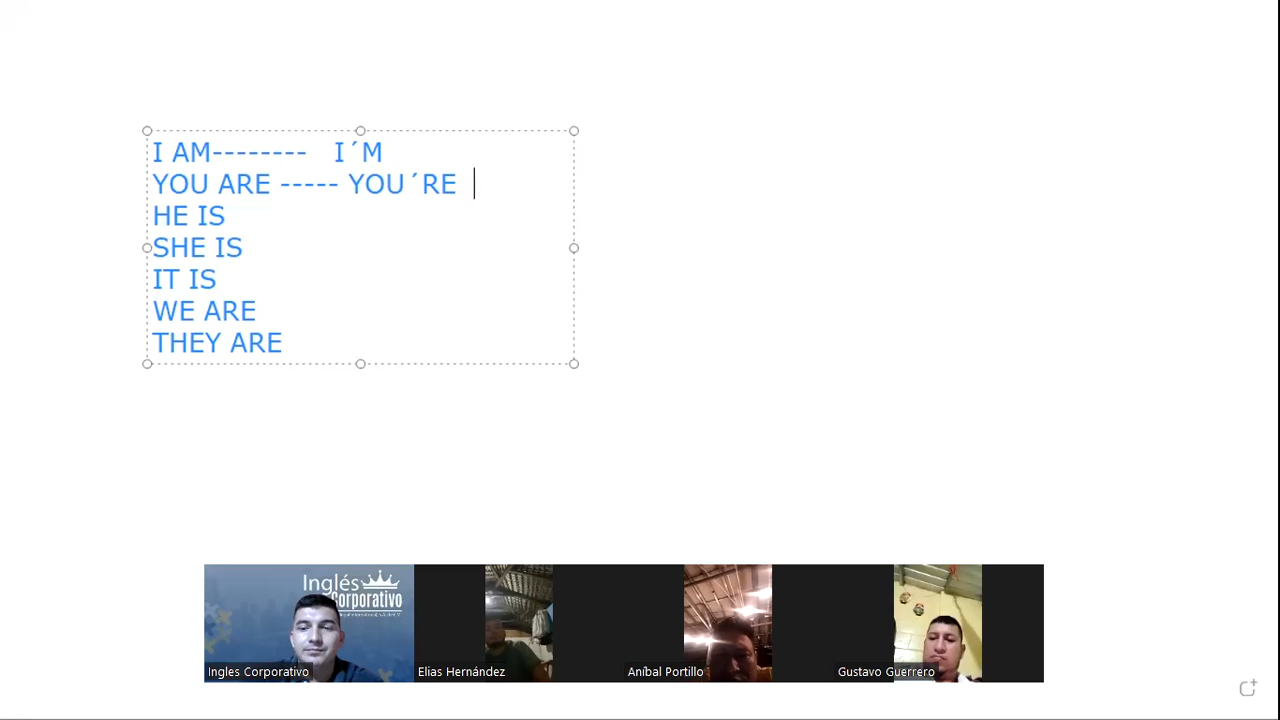 I AM-------- I´M
YOU ARE ----- YOU´RE
HE IS
SHE IS
IT IS
WE ARE
THEY ARE
Inglés
Corporativo
Ingles Corporativo
Elias Hernández
Aníbal Portillo
Gustavo Guerrero